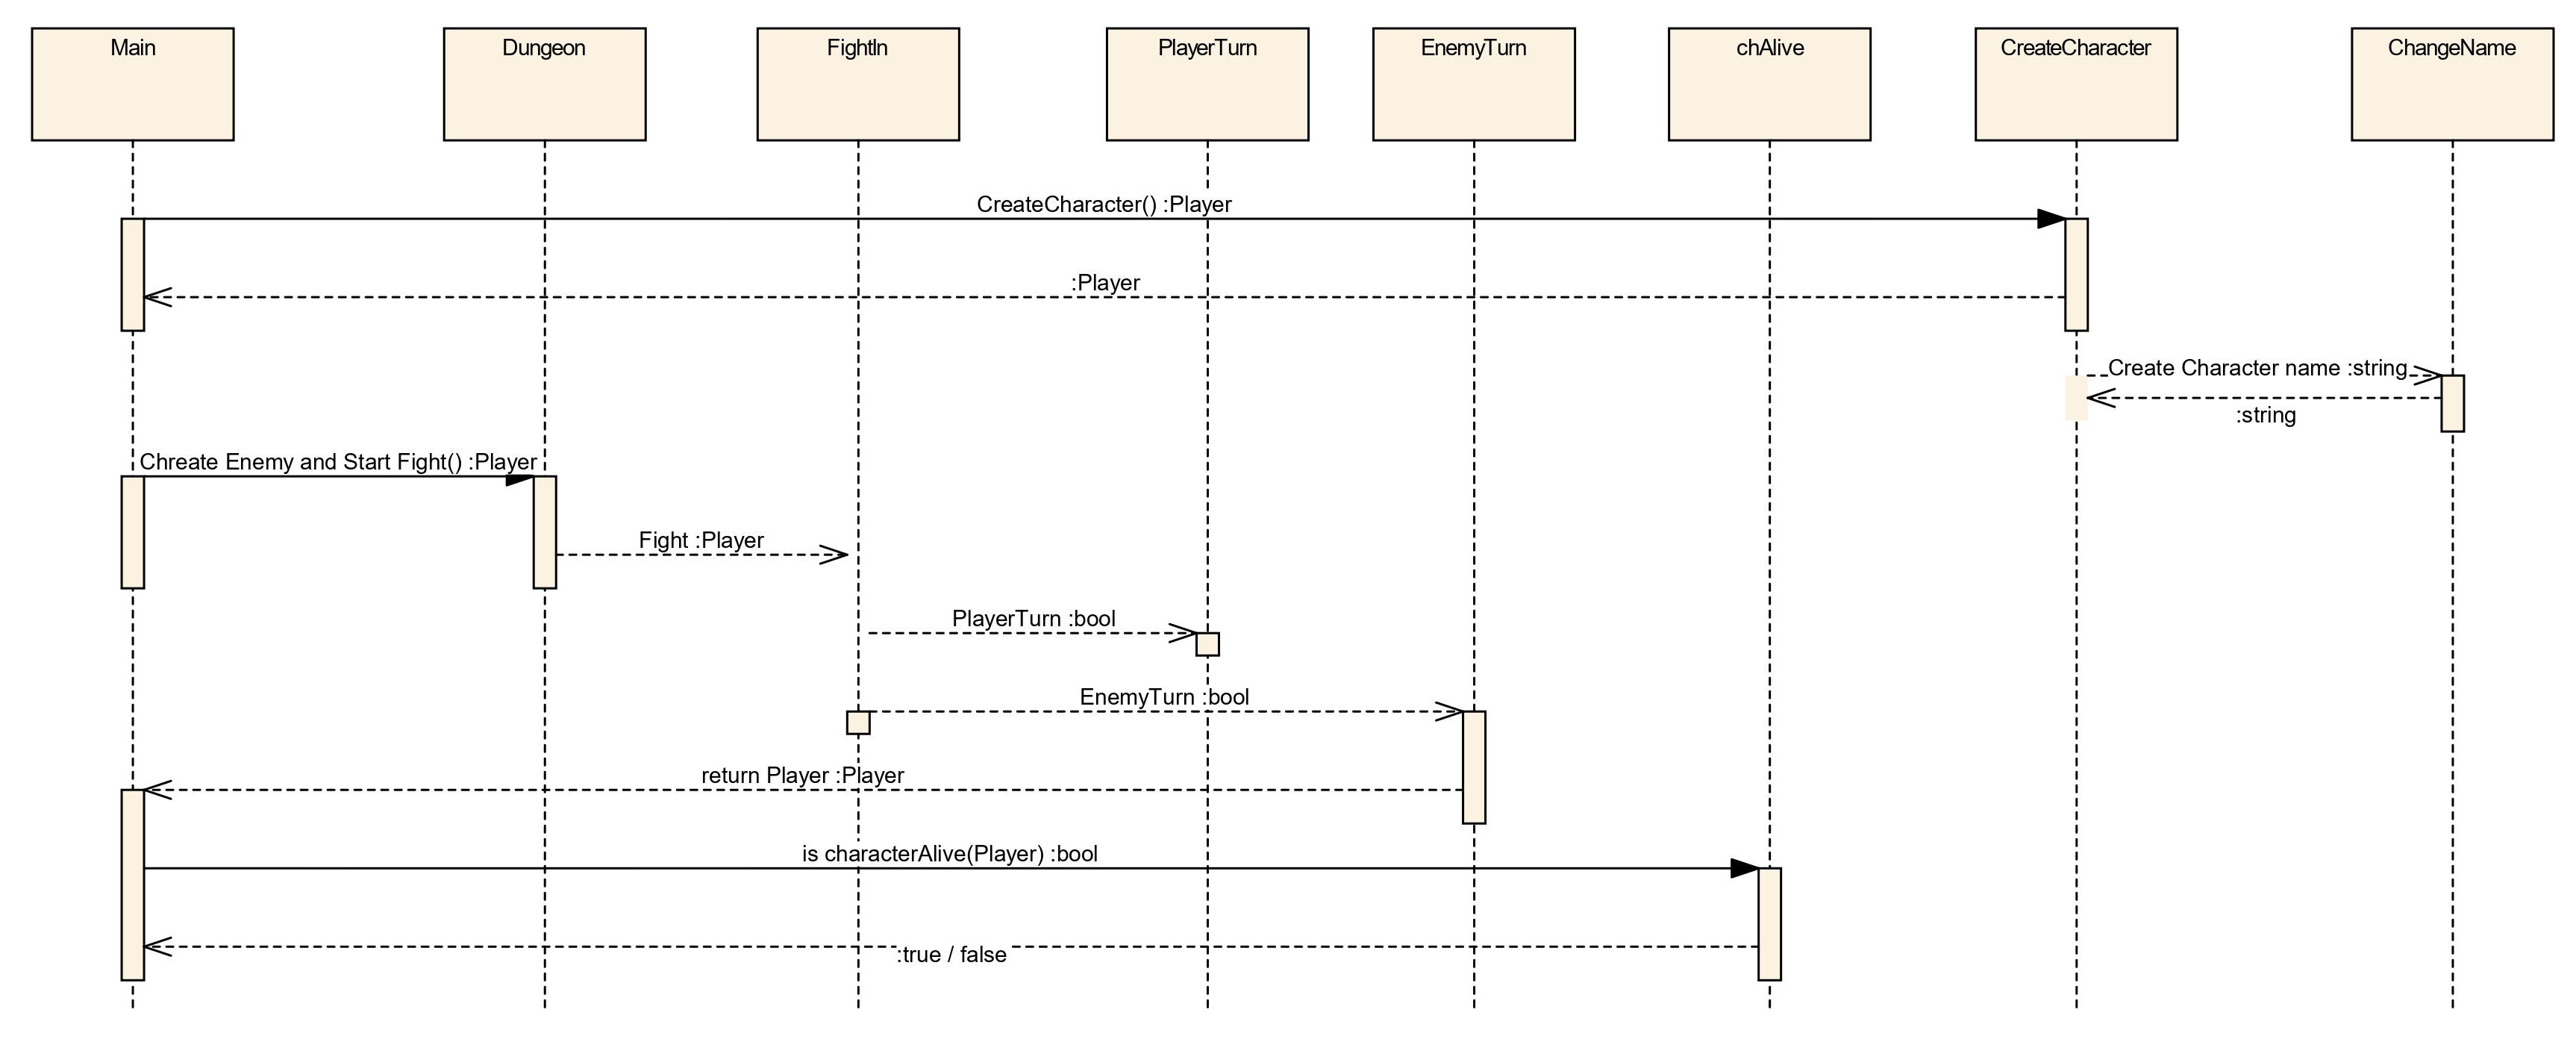 Main
Dungeon
FightIn
PlayerTurn
EnemyTurn
chAlive
CreateCharacter
ChangeName
CreateCharacter() :Player
:Player
Create Character name :string
:string
Chreate Enemy and Start Fight() :Player
Fight :Player
PlayerTurn :bool
EnemyTurn :bool
return Player :Player
is characterAlive(Player) :bool
:true / false